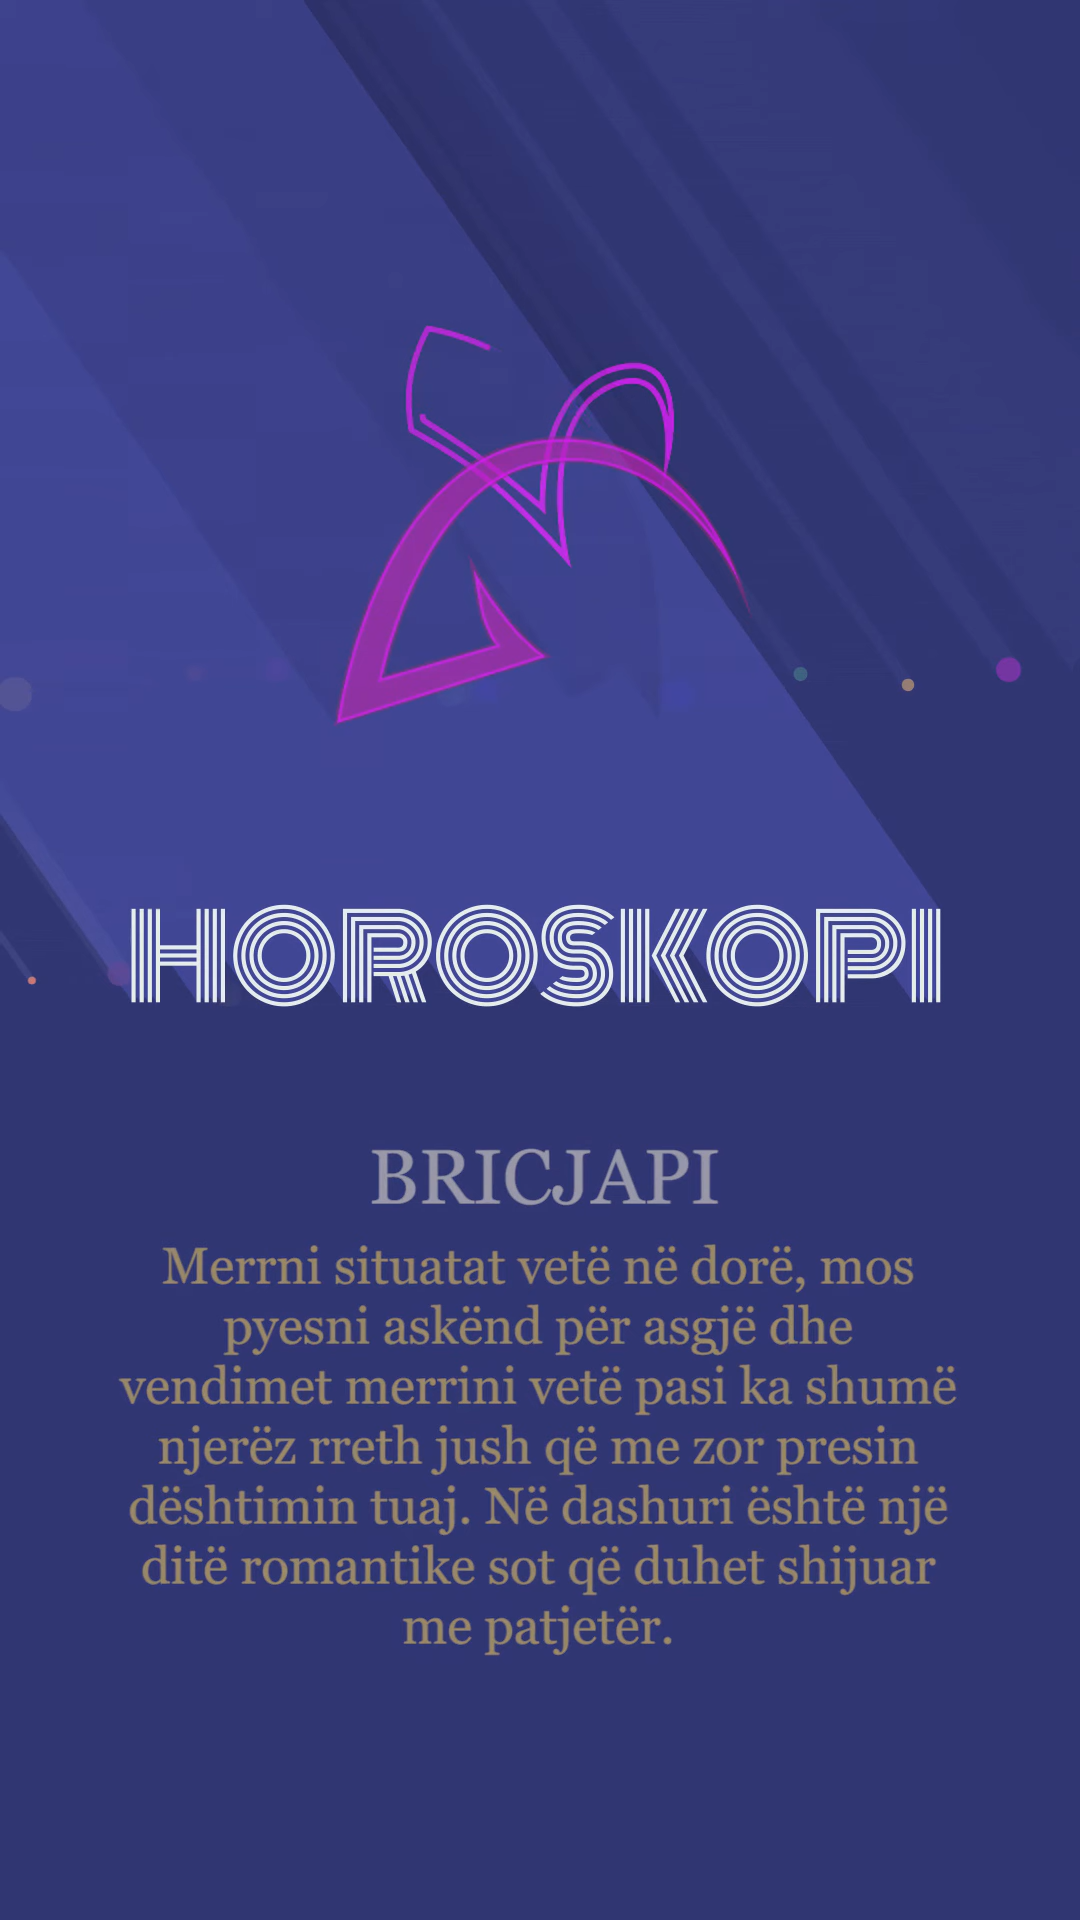 HOROSKOPI
BRICJAPI
Merrni situatat vetë në dorë, mos
pyesni askënd për asgjë dhe
vendimet merrini vetë pasi ka shumë
njerëz rreth jush që me zor presin
dështimin tuaj. Në dashuri është një
ditë romantike sot që duhet shijuar
me patjetër.